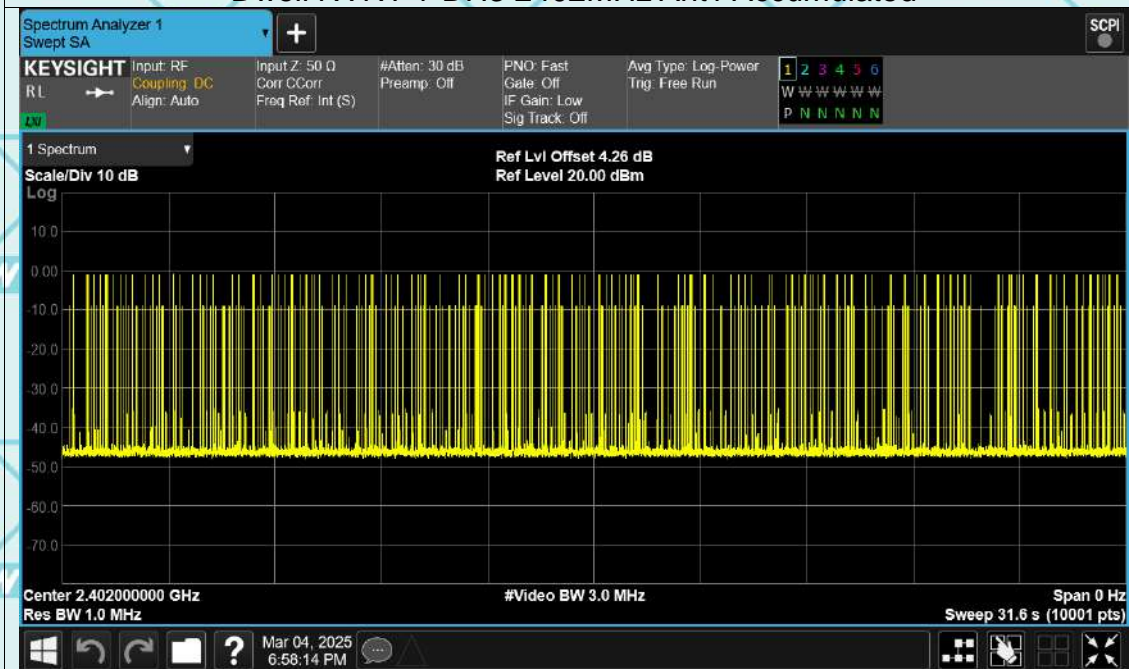 Spectrum Analyzer 1
Swept SA
SCPI
KEYSIGHT
RL
LXI
Input: RF
Coupling: DC
Align: Auto
Input Z: 50 Ω
Corr CCorr
Freq Ref: Int (S)
#Atten: 30 dB
Preamp: Off
PNO: Fast
Gate: Off
IF Gain: Low
Sig Track: Off
Avg Type: Log-Power
Trig: Free Run
1 2 3 4 5 6
W W W W W W
P N N N N N
1 Spectrum
Scale/Div 10 dB
Ref Lvl Offset 4.26 dB
Ref Level 20.00 dBm
Log
10.0
0.00
-10.0
-20.0
-30.0
-40.0
-50.0
-60.0
-70.0
Center 2.402000000 GHz
#Video BW 3.0 MHz
Span 0 Hz
Res BW 1.0 MHz
Sweep 31.6 s (10001 pts)
?
Mar 04, 2025
6:58:14 PM